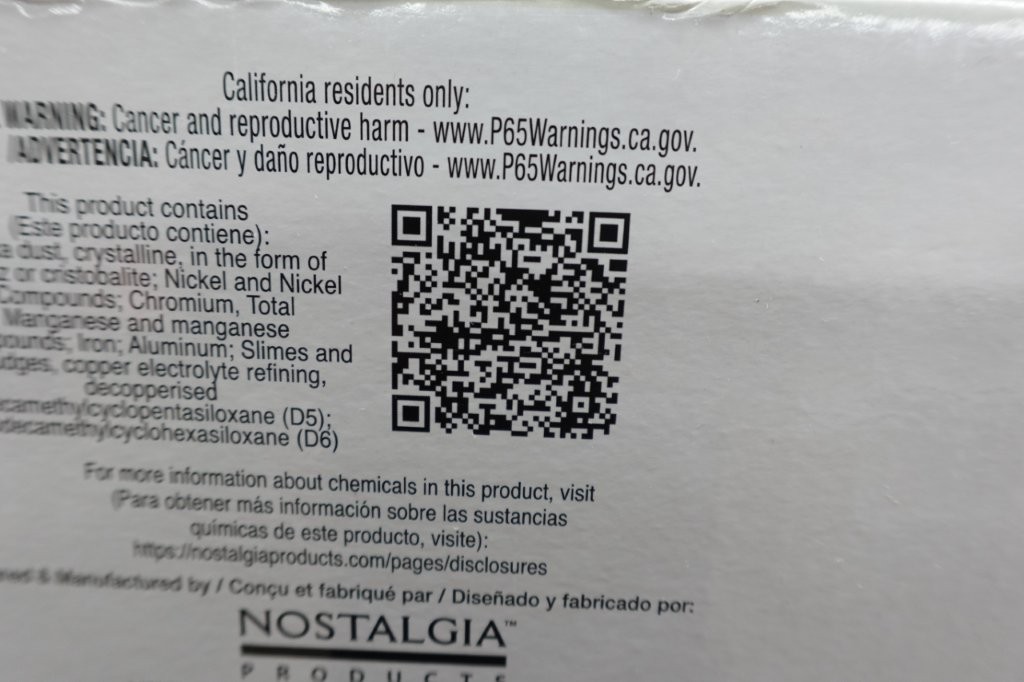 California residents only:
WARNING: Cancer and reproductive harm - www.P65Warnings.ca.gov.
ADVERTENCIA: Cáncer y daño reproductivo - www.P65Warnings.ca.gov.
This product contains
(Este producto contiene):
dust, crystalline, in the form of
or cristobalite; Nickel and Nickel
Compounds; Chromium, Total
Manganese and manganese
Iron; Aluminum; Slimes and
copper electrolyte refining,
decopperised
(D5);
(D6)
For more information about chemicals in this product, visit
(Para obtener más información sobre las sustancias
químicas de este producto, visite):
https://nostalgiaproducts.com/pages/disclosures
& Manufactured by / Conçu et fabriqué par / Diseñado y fabricado por:
NOSTALGIA™
PRODUCTS